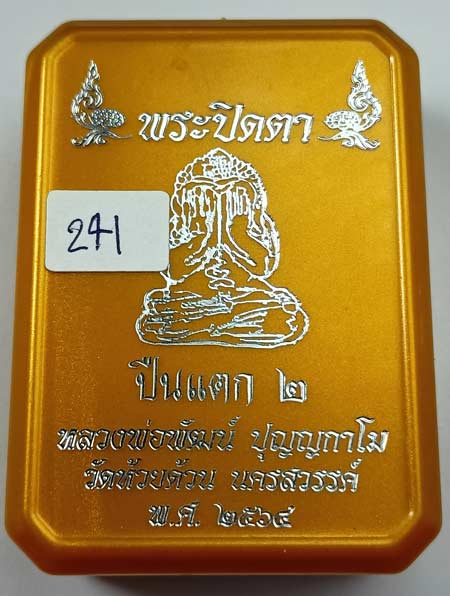 พระปิดตา
241
ปืนแตก ๒
หลวงพ่อพัฒน์ ปุญญกาโม
วัดห้วยด้วน นครสวรรค์
พ.ศ. ๒๕๖๔